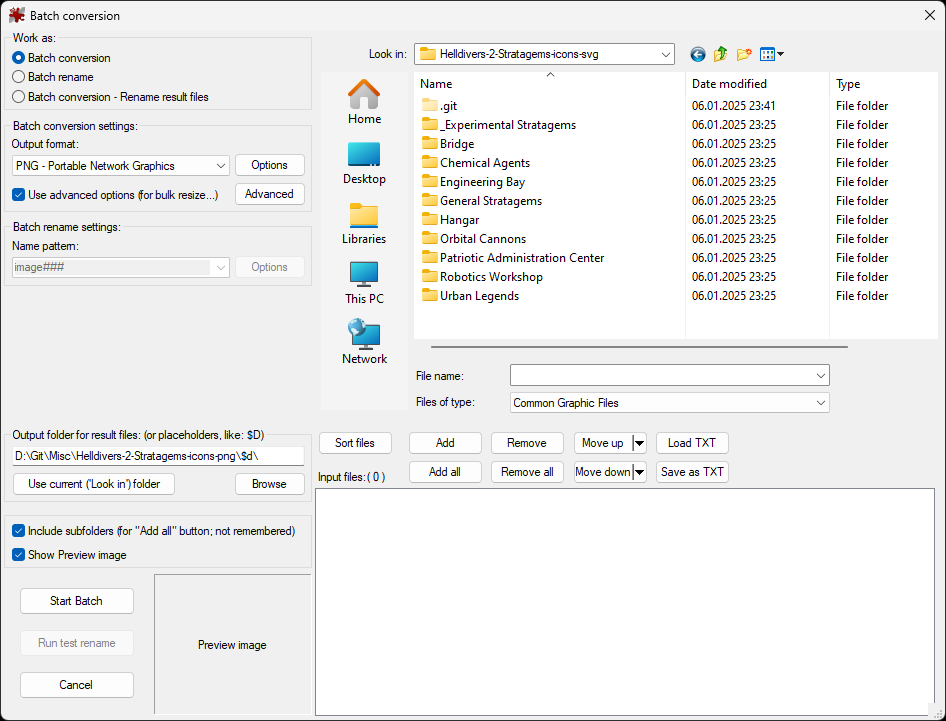 Batch conversion
Work as:
Batch conversion
Batch rename
Batch conversion - Rename result files
Batch conversion settings:
Output format:
PNG - Portable Network Graphics
Options
Use advanced options (for bulk resize...)
Advanced
Batch rename settings:
Name pattern:
image###
Options
Output folder for result files: (or placeholders, like: $D)
D:\Git\Misc\Helldivers-2-Stratagems-icons-png\$d\
Use current ('Look in') folder
Browse
Include subfolders (for "Add all" button; not remembered)
Show Preview image
Start Batch
Run test rename
Cancel
Preview image
Look in:
Helldivers-2-Stratagems-icons-svg
Home
Desktop
Libraries
This PC
Network
Name Date modified Type
.git 06.01.2025 23:41 File folder
_Experimental Stratagems 06.01.2025 23:25 File folder
Bridge 06.01.2025 23:25 File folder
Chemical Agents 06.01.2025 23:25 File folder
Engineering Bay 06.01.2025 23:25 File folder
General Stratagems 06.01.2025 23:25 File folder
Hangar 06.01.2025 23:25 File folder
Orbital Cannons 06.01.2025 23:25 File folder
Patriotic Administration Center 06.01.2025 23:25 File folder
Robotics Workshop 06.01.2025 23:25 File folder
Urban Legends 06.01.2025 23:25 File folder
File name:
Files of type:
Common Graphic Files
Sort files Add Remove Move up Load TXT
Input files: ( 0 ) Add all Remove all Move down Save as TXT